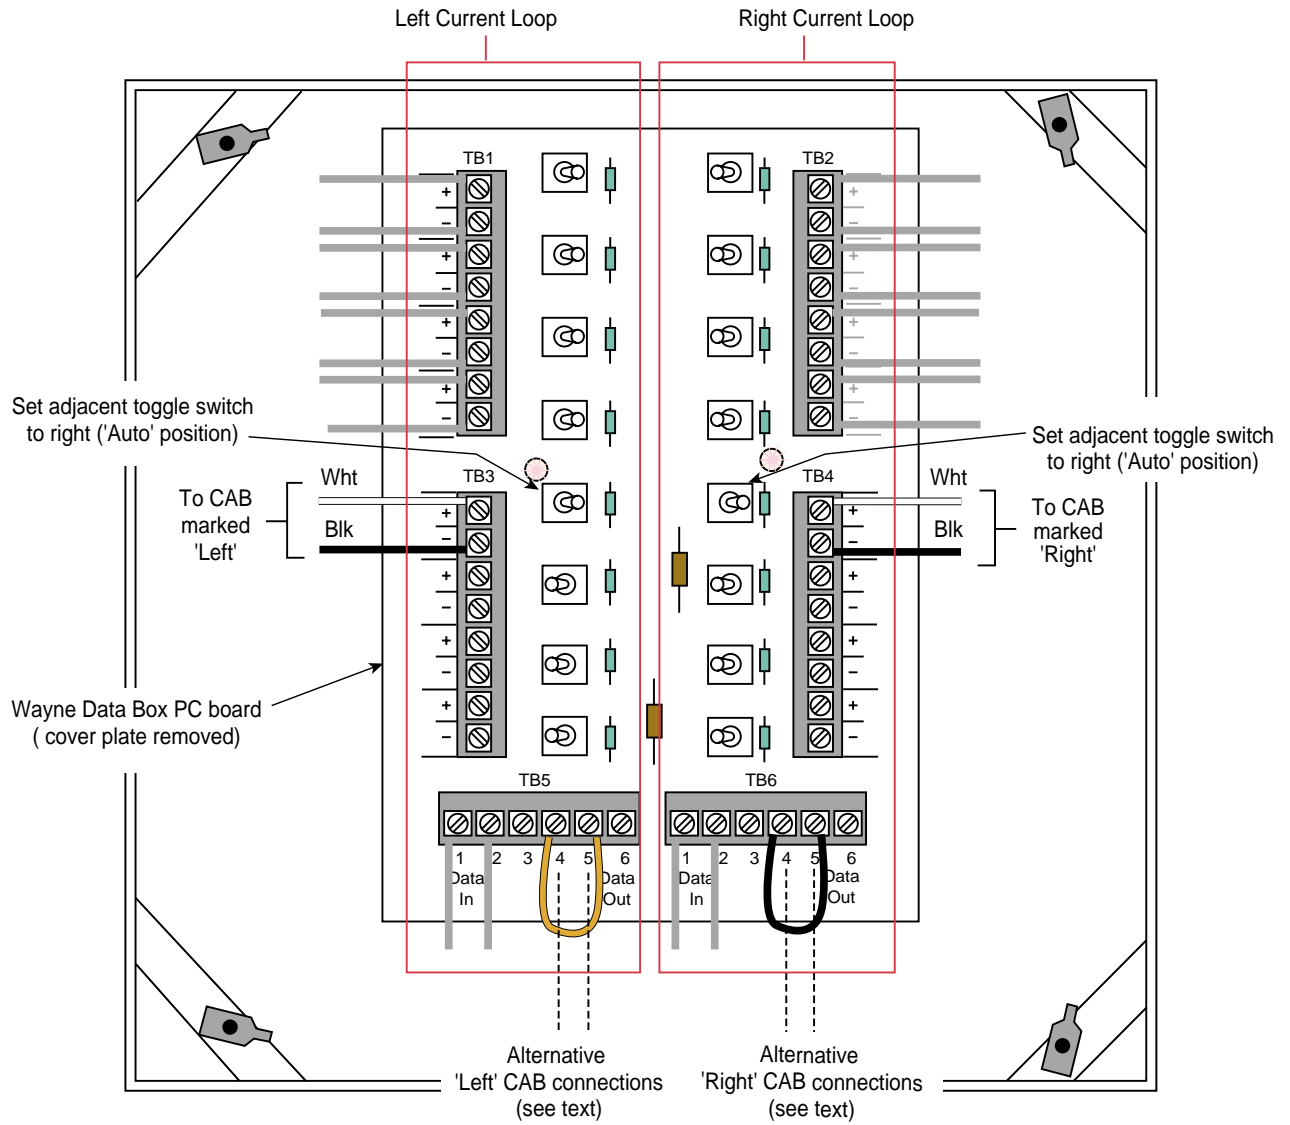 Left Current Loop
Right Current Loop
TB1
TB2
+
–
+
–
+
–
+
–
+
–
+
–
+
–
+
–
Set adjacent toggle switch
to right ('Auto' position)
Set adjacent toggle switch
to right ('Auto' position)
TB3
TB4
Wht
Blk
To CAB
marked
'Left'
Wht
Blk
To CAB
marked
'Right'
+
–
+
–
+
–
+
–
+
–
+
–
+
–
+
–
Wayne Data Box PC board
( cover plate removed)
TB5
TB6
1 2 3 4 5 6
Data
In
Data
Out
1 2 3 4 5 6
Data
In
Data
Out
Alternative
'Left' CAB connections
(see text)
Alternative
'Right' CAB connections
(see text)